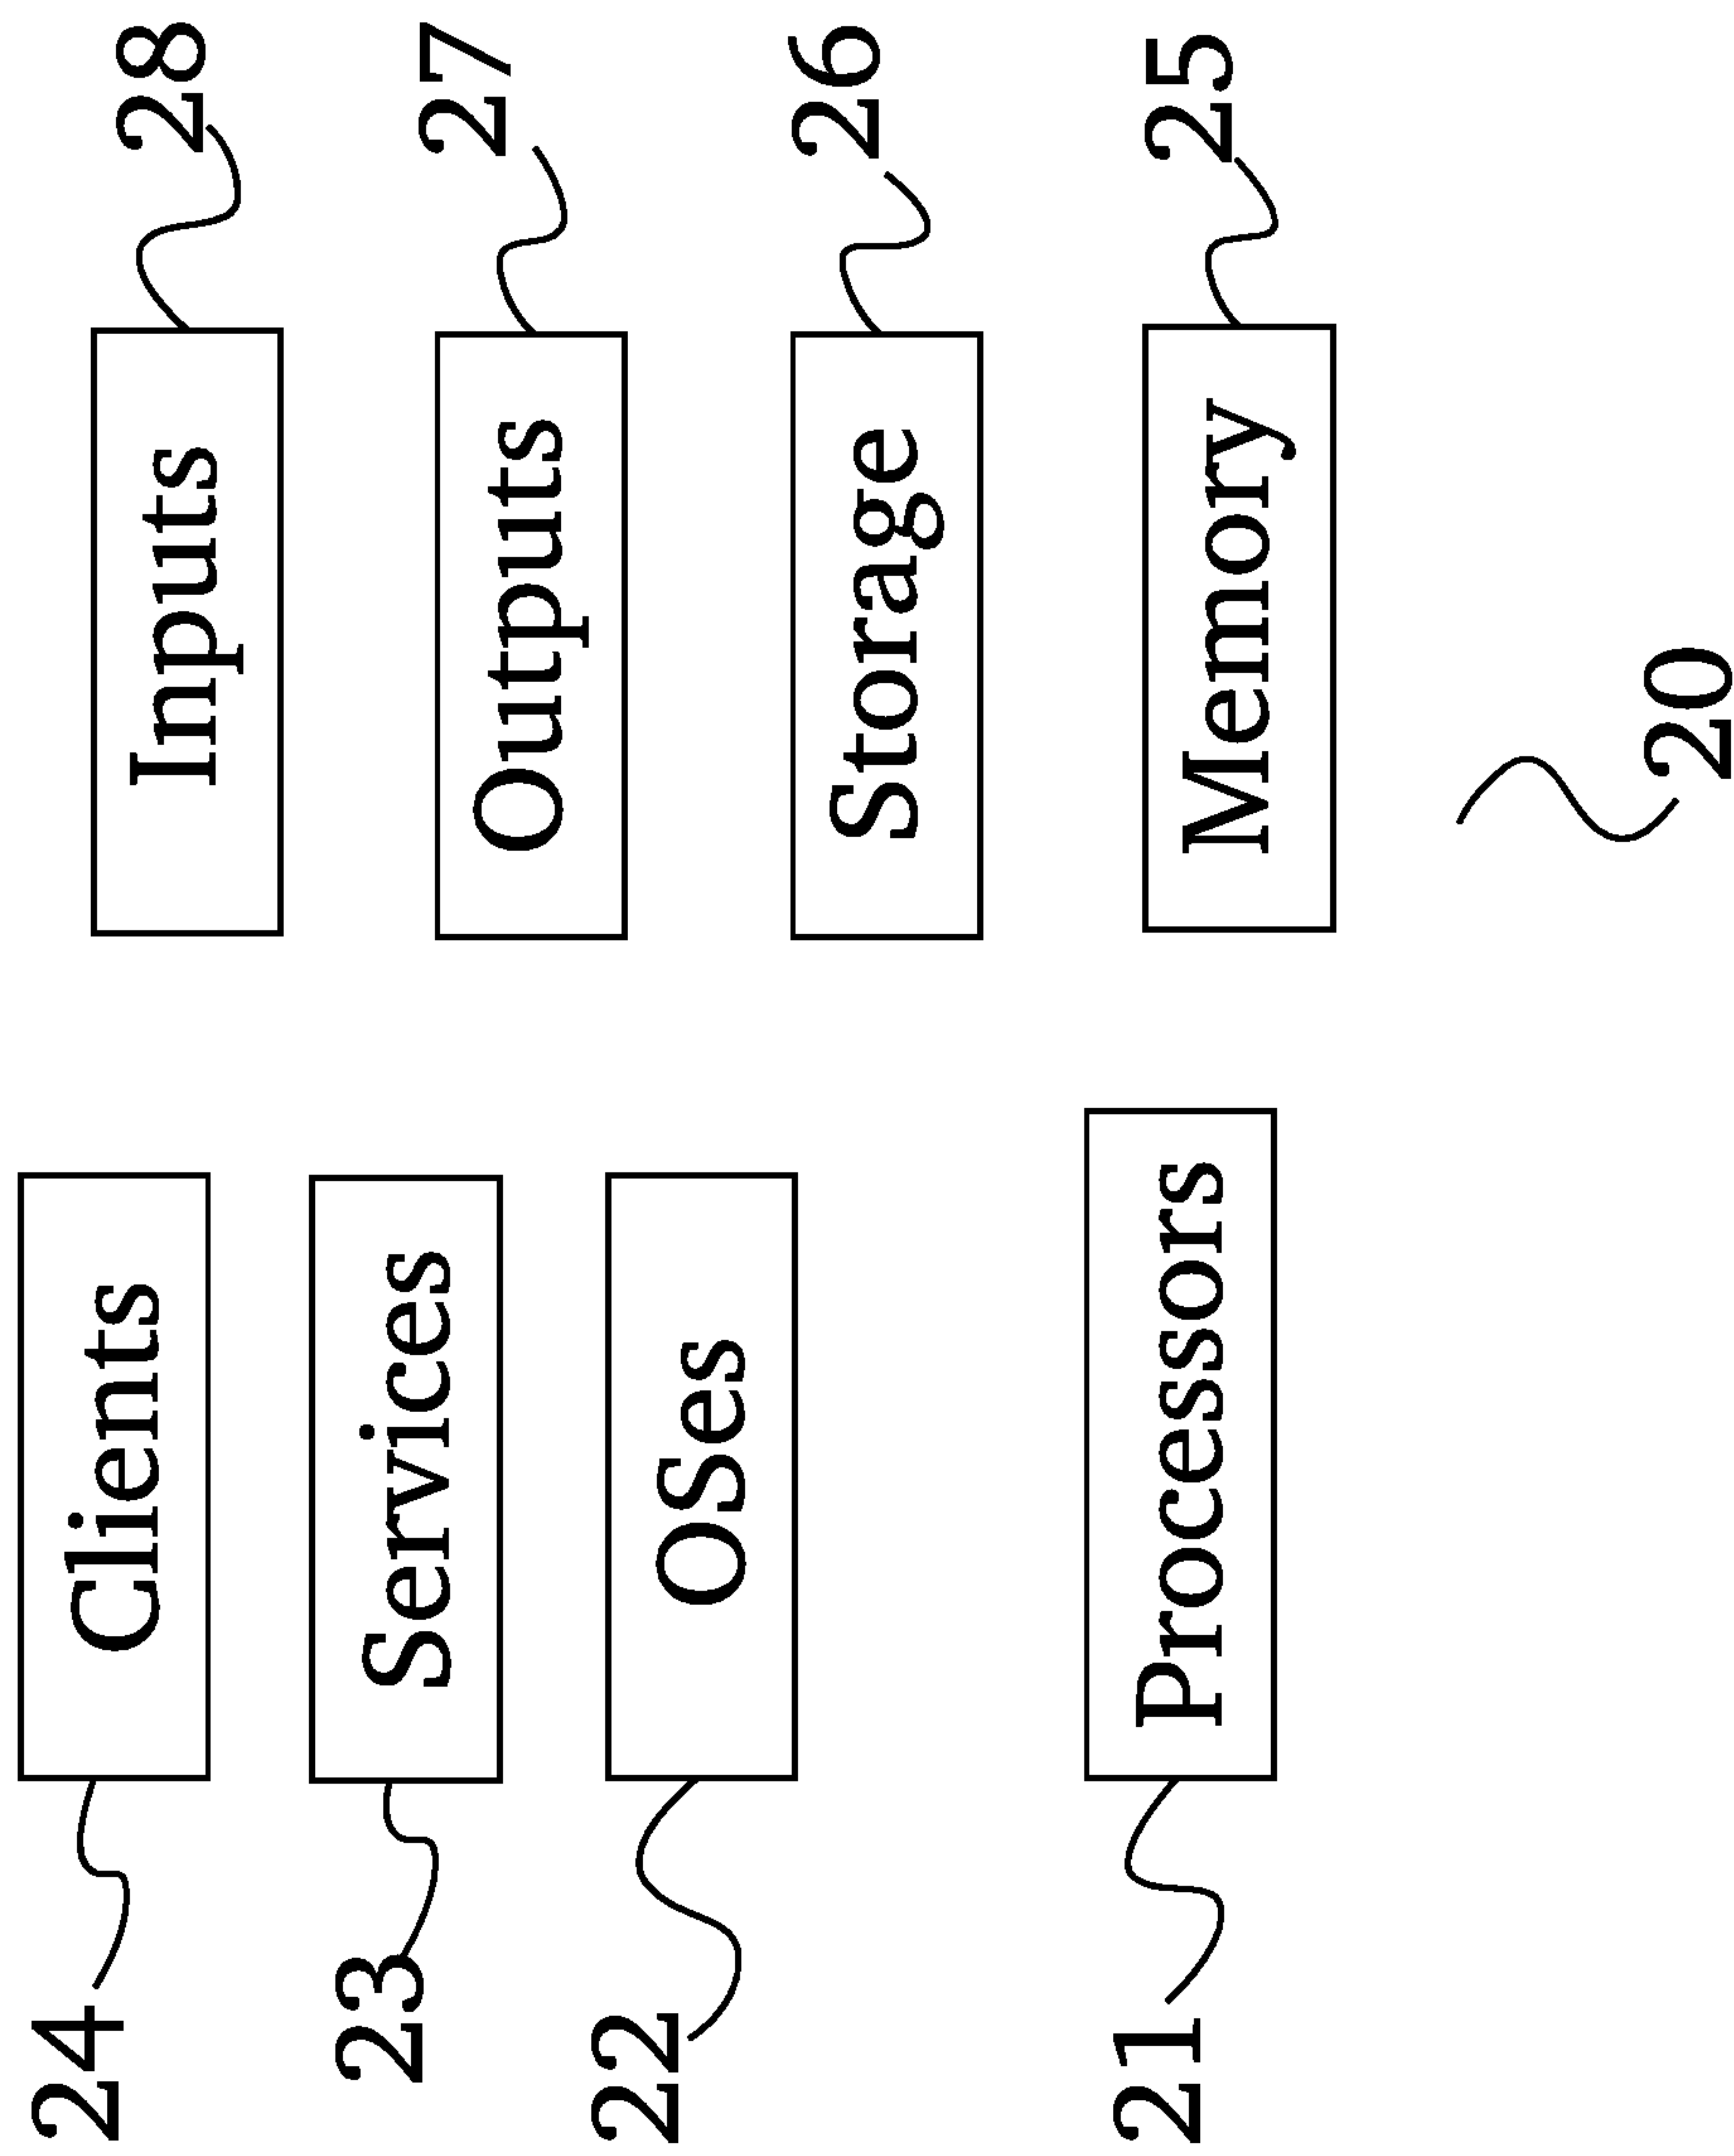 24 Clients Inputs 28
23 Services Outputs 27
22 OSes Storage 26
21 Processors Memory 25
20